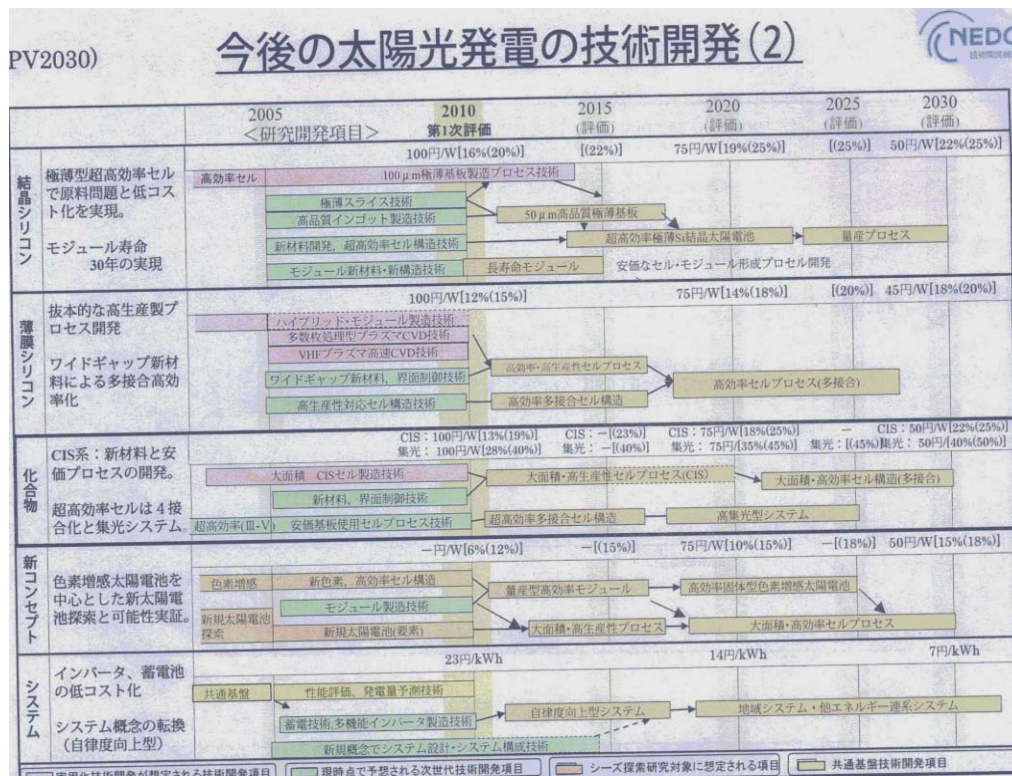 PV2030)
今後の太陽光発電の技術開発(2)
NEDO
2005
2010
2015
2020
2025
2030
<研究開発項目>
第1次評価
(評価)
(評価)
(評価)
(評価)
結晶シリコン
極薄型超高効率セル
で原料問題と低コス
ト化を実現。
モジュール寿命
30年の実現
100円/W[16%(20%)]
[(22%)]
75円/W[19%(25%)]
[(25%)]
50円/W[22%(25%)]
高効率セル
100μm極薄基板製造プロセス技術
極薄スライス技術
高品質インゴット製造技術
50μm高品質極薄基板
新材料開発,超高効率セル構造技術
超高効率極薄Si結晶太陽電池
量産プロセス
モジュール新材料・新構造技術
長寿命モジュール
安価なセル・モジュール形成プロセル開発
薄膜シリコン
抜本的な高生産製プ
ロセス開発
ワイドギャップ新材
料による多接合高効
率化
100円/W[12%(15%)]
75円/W[14%(18%)]
[(20%)]
45円/W[18%(20%)]
ハイブリッド・モジュール製造技術
多数枚処理型プラズマCVD技術
VHFプラズマ高速CVD技術
ワイドギャップ新材料,界面制御技術
高効率・高生産性セルプロセス
高効率セルプロセス(多接合)
高生産性対応セル構造技術
高効率多接合セル構造
化合物
CIS系:新材料と安
価プロセスの開発。
超高効率セルは4接
合化と集光システム。
CIS:100円/W[13%(19%)]
CIS:−[(23%)]
CIS:75円/W[18%(25%)]
−
CIS:50円/W[22%(25%)]
集光:100円/W[28%(40%)]
集光:−[(40%)]
集光:75円/[35%(45%)]
集光:[(45%)]
集光:50円/[40%(50%)]
大面積 CISセル製造技術
大面積・高生産性セルプロセス(CIS)
大面積・高効率セル構造(多接合)
新材料、界面制御技術
超高効率(Ⅲ-Ⅴ)
安価基板使用セルプロセス技術
超高効率多接合セル構造
高集光型システム
新コンセプト
色素増感太陽電池を
中心とした新太陽電
池探索と可能性実証。
−円/W[6%(12%)]
−[(15%)]
75円/W[10%(15%)]
−[(18%)]
50円/W[15%(18%)]
色素増感
新色素,高効率セル構造
量産型高効率モジュール
高効率固体型色素増感太陽電池
モジュール製造技術
新規太陽電池
探索
新規太陽電池(要素)
大面積・高生産性プロセス
大面積・高効率セルプロセス
システム
インバータ、蓄電池
の低コスト化
システム概念の転換
(自律度向上型)
23円/kWh
14円/kWh
7円/kWh
共通基盤
性能評価、発電量予測技術
蓄電技術,多機能インバータ製造技術
自律度向上型システム
地域システム・他エネルギー連系システム
新規概念でシステム設計・システム構成技術
実用化技術開発が想定される技術開発項目
現時点で予想される次世代技術開発項目
シーズ探索研究対象に想定される項目
共通基盤技術開発項目